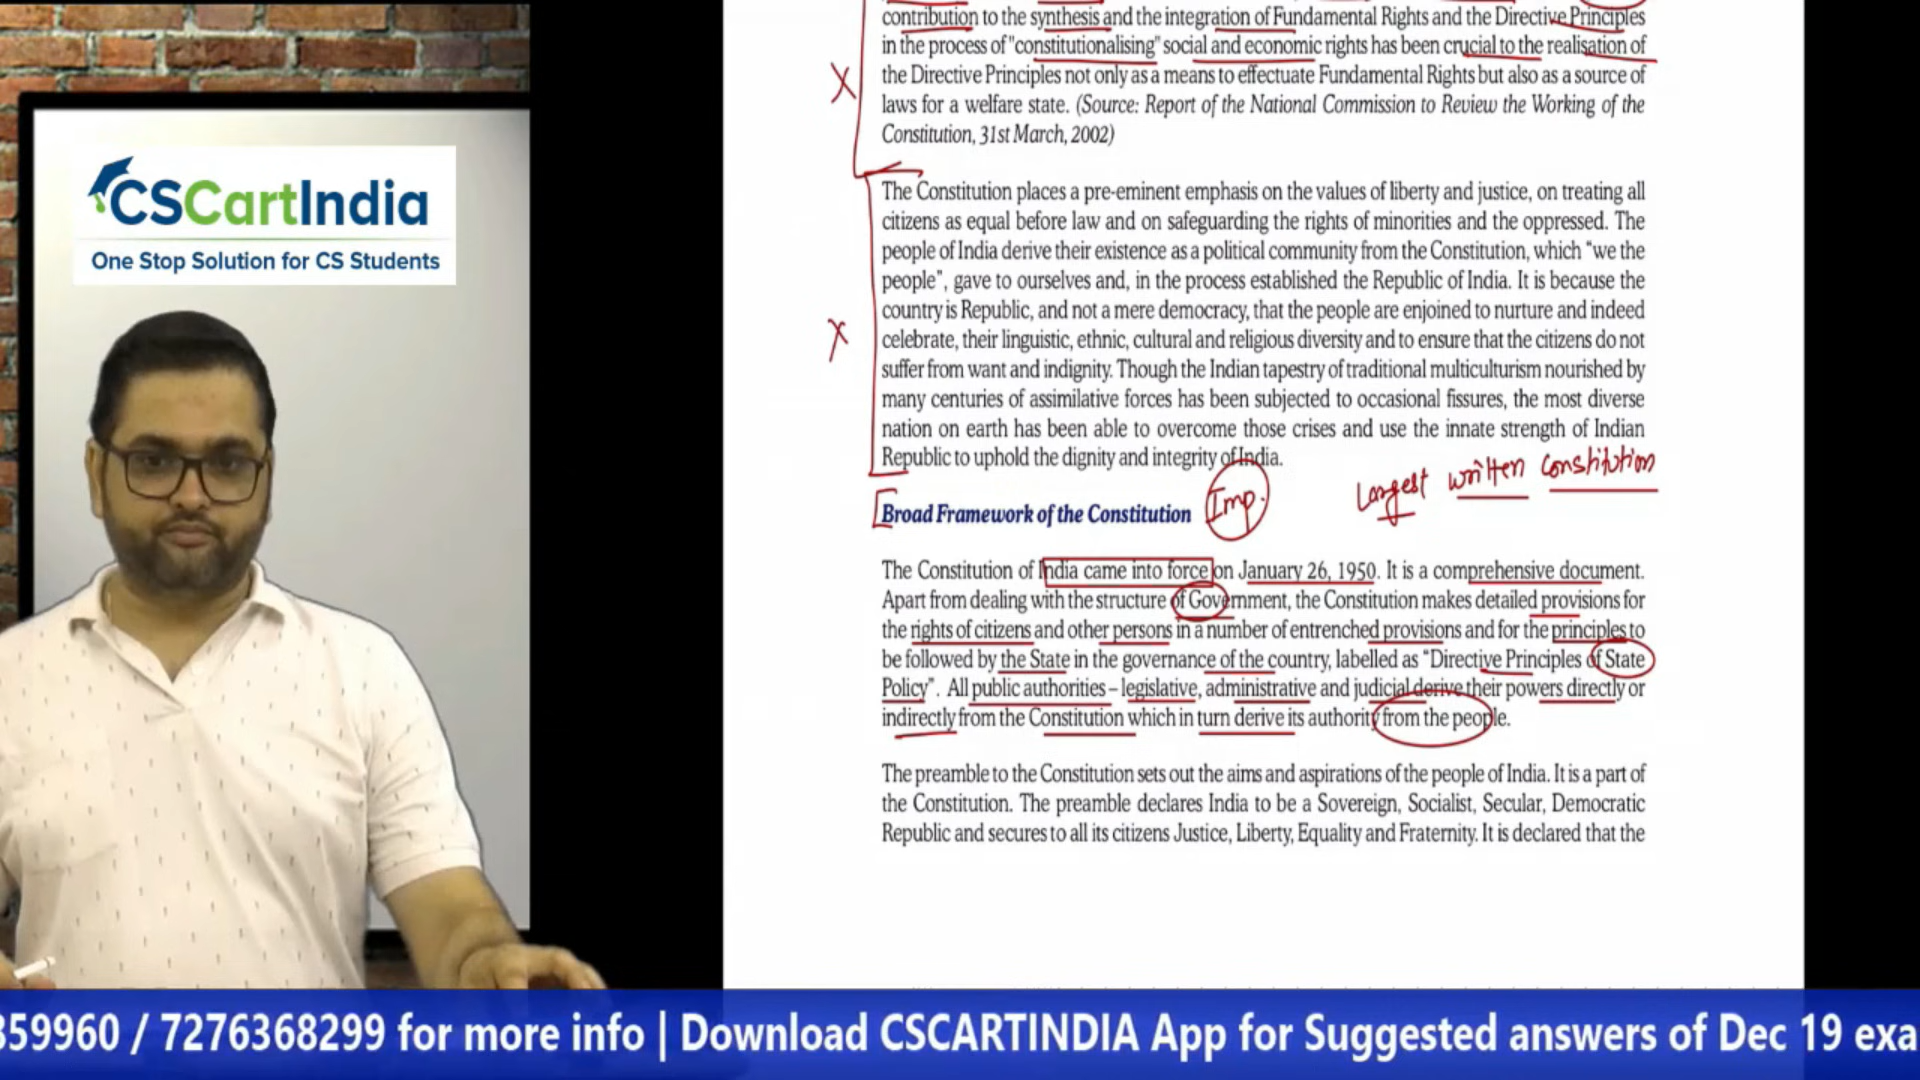 CSCartIndia
One Stop Solution for CS Students
contribution to the synthesis and the integration of Fundamental Rights and the Directive Principles
in the process of "constitutionalising" social and economic rights has been crucial to the realisation of
the Directive Principles not only as a means to effectuate Fundamental Rights but also as a source of
laws for a welfare state. (Source: Report of the National Commission to Review the Working of the
Constitution, 31st March, 2002)
X
The Constitution places a pre-eminent emphasis on the values of liberty and justice, on treating all
citizens as equal before law and on safeguarding the rights of minorities and the oppressed. The
people of India derive their existence as a political community from the Constitution, which “we the
people”, gave to ourselves and, in the process established the Republic of India. It is because the
country is Republic, and not a mere democracy, that the people are enjoined to nurture and indeed
celebrate, their linguistic, ethnic, cultural and religious diversity and to ensure that the citizens do not
suffer from want and indignity. Though the Indian tapestry of traditional multiculturism nourished by
many centuries of assimilative forces has been subjected to occasional fissures, the most diverse
nation on earth has been able to overcome those crises and use the innate strength of Indian
Republic to uphold the dignity and integrity of India.
X
Largest written constitution
Broad Framework of the Constitution Imp.
The Constitution of India came into force on January 26, 1950. It is a comprehensive document.
Apart from dealing with the structure of Government, the Constitution makes detailed provisions for
the rights of citizens and other persons in a number of entrenched provisions and for the principles to
be followed by the State in the governance of the country, labelled as “Directive Principles of State
Policy”. All public authorities – legislative, administrative and judicial derive their powers directly or
indirectly from the Constitution which in turn derive its authority from the people.
The preamble to the Constitution sets out the aims and aspirations of the people of India. It is a part of
the Constitution. The preamble declares India to be a Sovereign, Socialist, Secular, Democratic
Republic and secures to all its citizens Justice, Liberty, Equality and Fraternity. It is declared that the
359960 / 7276368299 for more info | Download CSCARTINDIA App for Suggested answers of Dec 19 exa